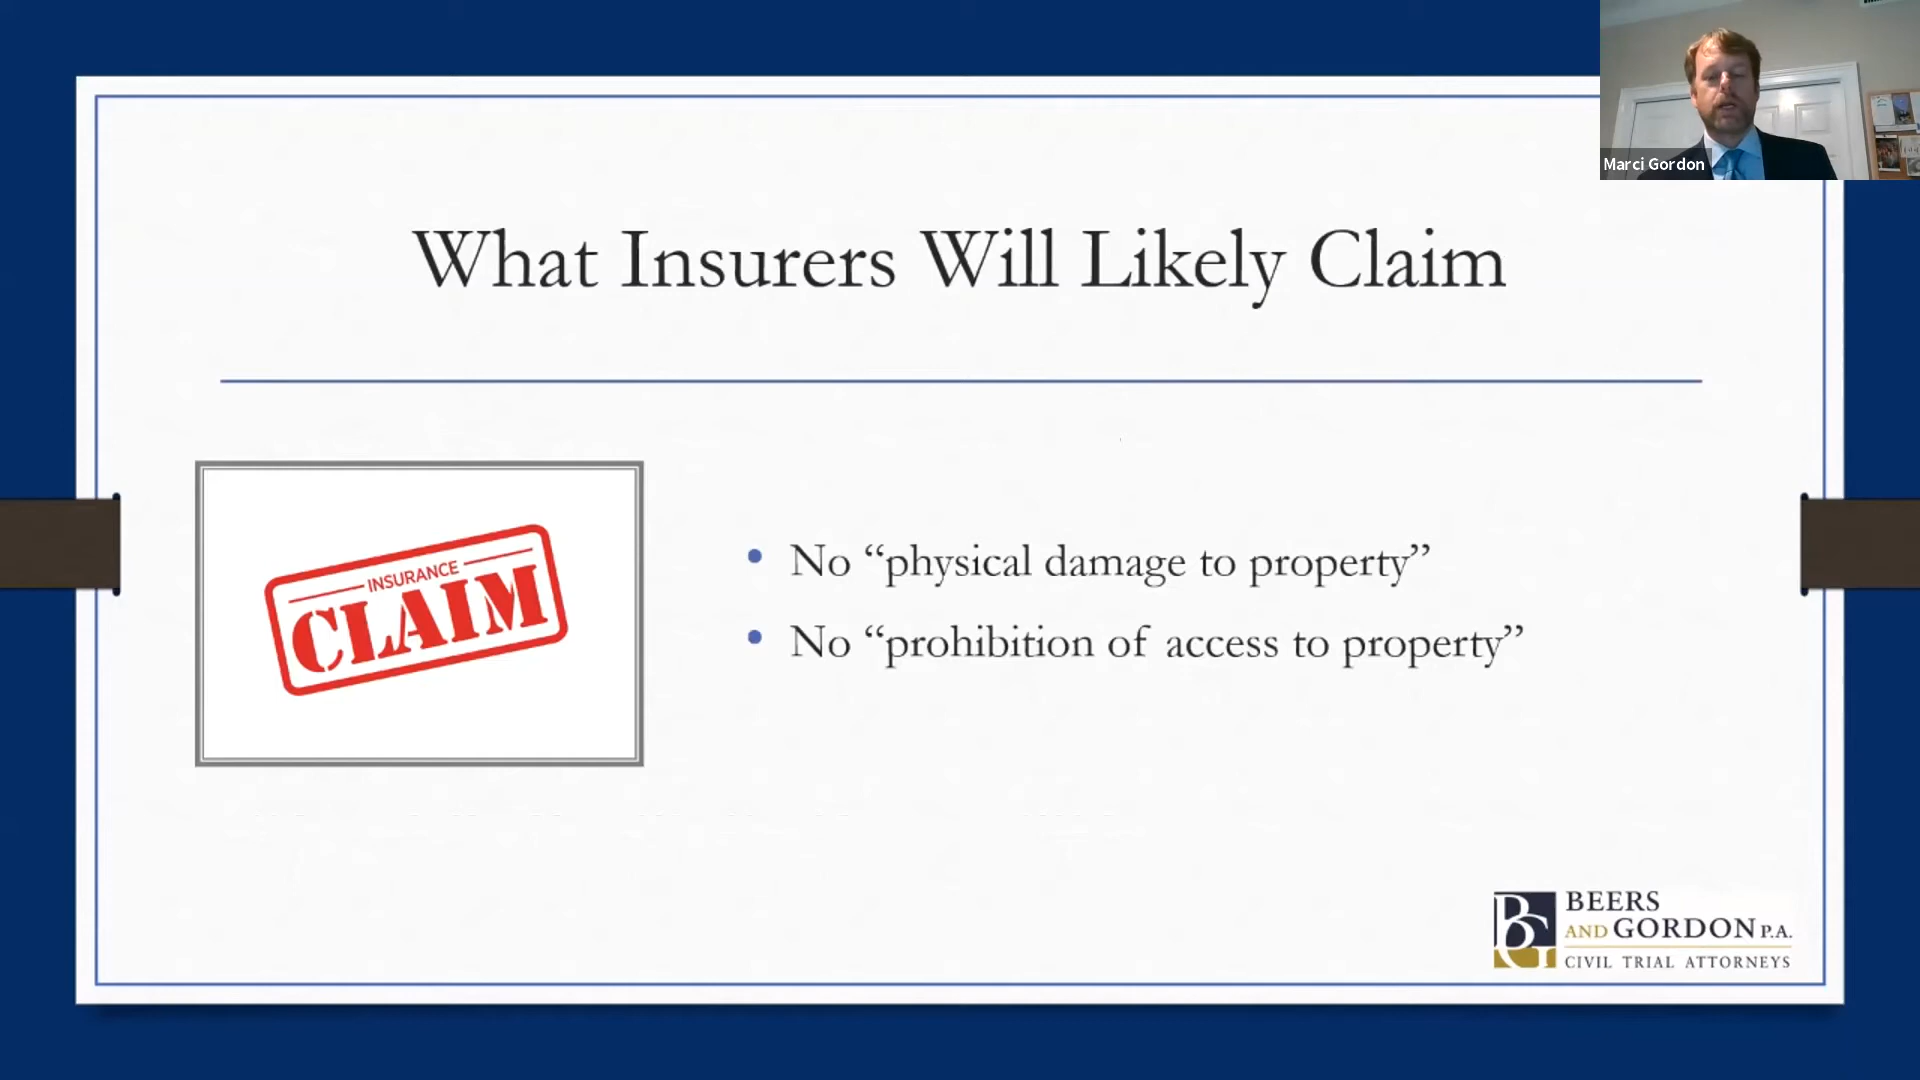 Marci Gordon
What Insurers Will Likely Claim
INSURANCE
CLAIM
• No “physical damage to property”
• No “prohibition of access to property”
BG
BEERS
AND GORDON P.A.
CIVIL TRIAL ATTORNEYS